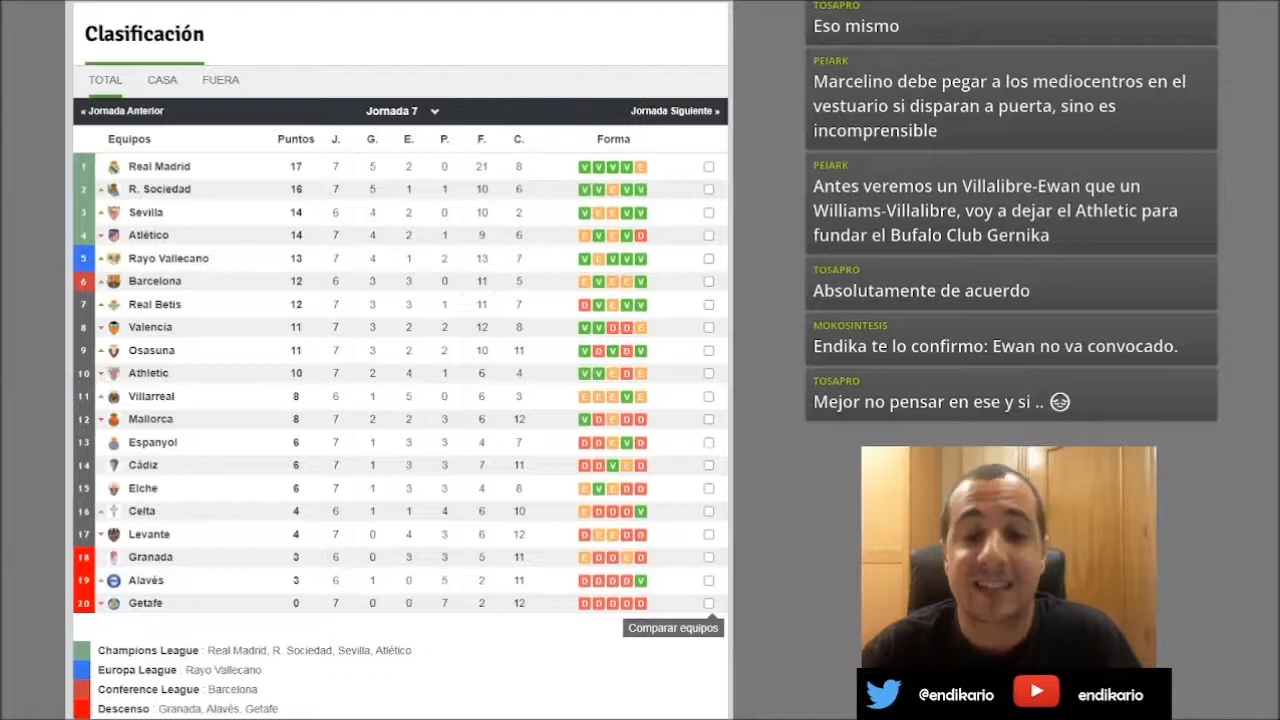 Clasificación
TOTAL CASA FUERA
« Jornada Anterior Jornada 7 Jornada Siguiente »
Equipos Puntos J. G. E. P. F. C. Forma
1 Real Madrid 17 7 5 2 0 21 8 V V V V E
2 R. Sociedad 16 7 5 1 1 10 6 V V E V V
3 Sevilla 14 6 4 2 0 10 2 V E E V V
4 Atlético 14 7 4 2 1 9 6 E V E V D
5 Rayo Vallecano 13 7 4 1 2 13 7 V E V V V
6 Barcelona 12 6 3 3 0 11 5 E V E E V
7 Real Betis 12 7 3 3 1 11 7 D V E V V
8 Valencia 11 7 3 2 2 12 8 V V D D E
9 Osasuna 11 7 3 2 2 10 11 V D V D V
10 Athletic 10 7 2 4 1 6 4 V V E D E
11 Villarreal 8 6 1 5 0 6 3 E E E V E
12 Mallorca 8 7 2 2 3 6 12 V D E D D
13 Espanyol 6 7 1 3 3 4 7 D D E V D
14 Cádiz 6 7 1 3 3 7 11 D D V E D
15 Elche 6 7 1 3 3 4 8 E V E D D
16 Celta 4 6 1 1 4 6 10 E D D D V
17 Levante 4 7 0 4 3 6 12 D E E D D
18 Granada 3 6 0 3 3 5 11 E D D E D
19 Alavés 3 6 1 0 5 2 11 D D D D V
20 Getafe 0 7 0 0 7 2 12 D D D D D
Comparar equipos
Champions League : Real Madrid, R. Sociedad, Sevilla, Atlético
Europa League : Rayo Vallecano
Conference League : Barcelona
Descenso : Granada, Alavés, Getafe
TOSAPRO
Eso mismo
PEIARK
Marcelino debe pegar a los mediocentros en el
vestuario si disparan a puerta, sino es
incomprensible
PEIARK
Antes veremos un Villalibre-Ewan que un
Williams-Villalibre, voy a dejar el Athletic para
fundar el Bufalo Club Gernika
TOSAPRO
Absolutamente de acuerdo
MOKOSINTESIS
Endika te lo confirmo: Ewan no va convocado.
TOSAPRO
Mejor no pensar en ese y si ..
@endikario endikario